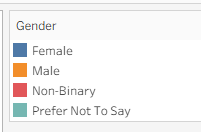 Gender
Female
Male
Non-Binary
Prefer Not To Say